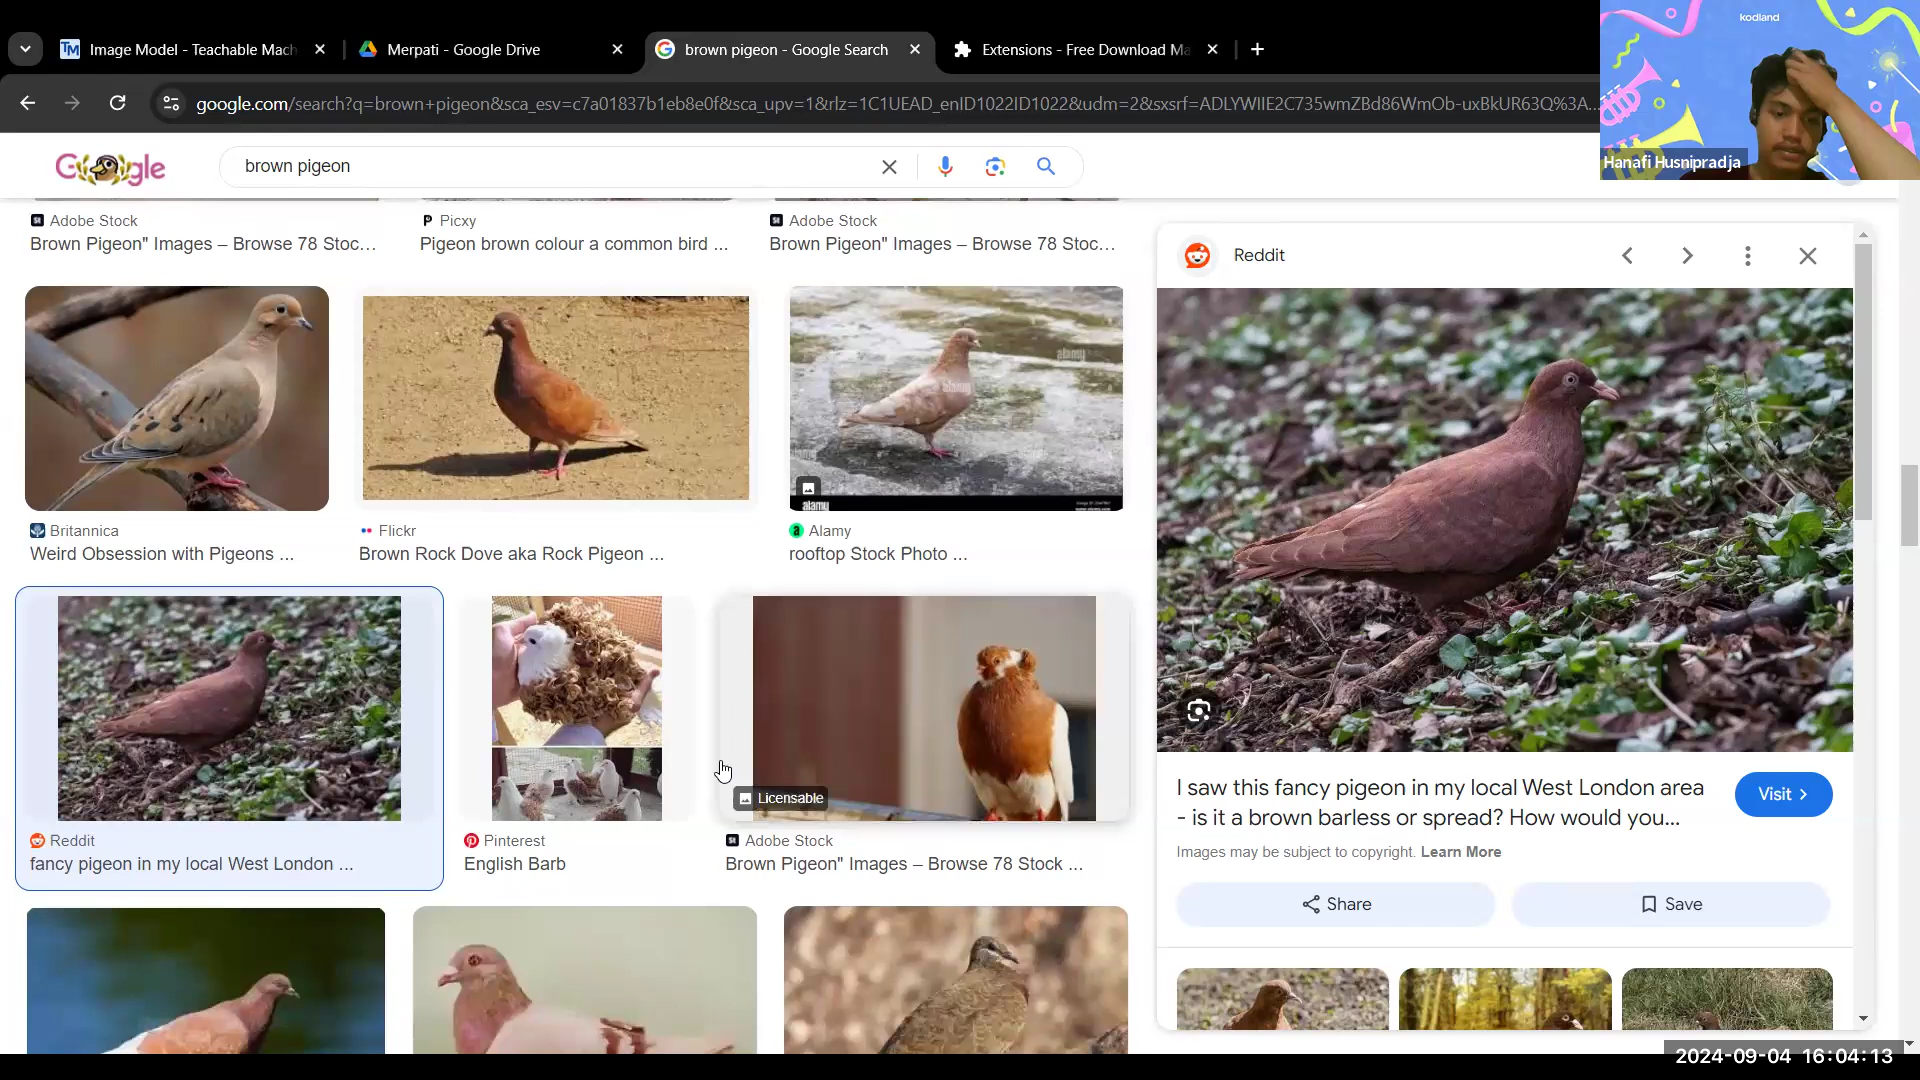 Image Model - Teachable Mach
Merpati - Google Drive
brown pigeon - Google Search
Extensions - Free Download Ma
kodland
google.com/search?q=brown+pigeon&sca_esv=c7a01837b1eb8e0f&sca_upv=1&rlz=1C1UEAD_enID1022ID1022&udm=2&sxsrf=ADLYWIIE2C735wmZBd86WmOb-uxBkUR63Q%3A...
Hanafi Husnipradja
Google
brown pigeon
Adobe Stock
Brown Pigeon" Images – Browse 78 Stoc...
Picxy
Pigeon brown colour a common bird ...
Adobe Stock
Brown Pigeon" Images – Browse 78 Stoc...
Reddit
alamy
alamy
alamy
Britannica
Weird Obsession with Pigeons ...
Flickr
Brown Rock Dove aka Rock Pigeon ...
Alamy
rooftop Stock Photo ...
Licensable
Reddit
fancy pigeon in my local West London ...
Pinterest
English Barb
Adobe Stock
Brown Pigeon" Images – Browse 78 Stock ...
I saw this fancy pigeon in my local West London area
- is it a brown barless or spread? How would you...
Visit
Images may be subject to copyright. Learn More
Share
Save
2024-09-04 16:04:13